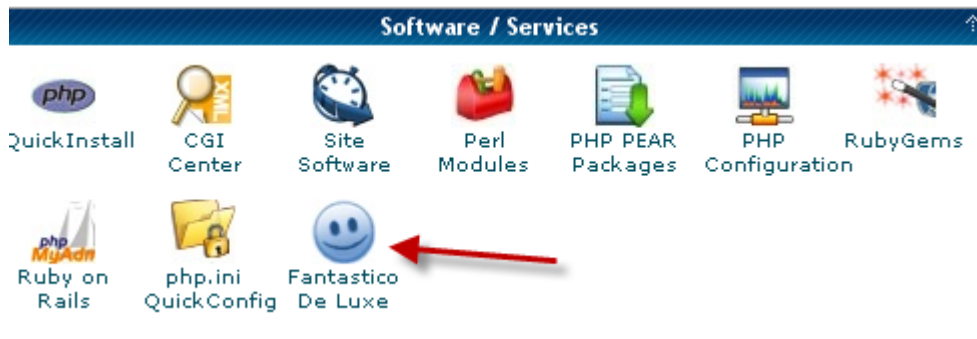 Software / Services
php
XML
QuickInstall
CGI
Center
Site
Software
Perl
Modules
PHP PEAR
Packages
PHP
Configuration
RubyGems
php
MyAdn
Ruby on
Rails
php.ini
QuickConfig
Fantastico
De Luxe